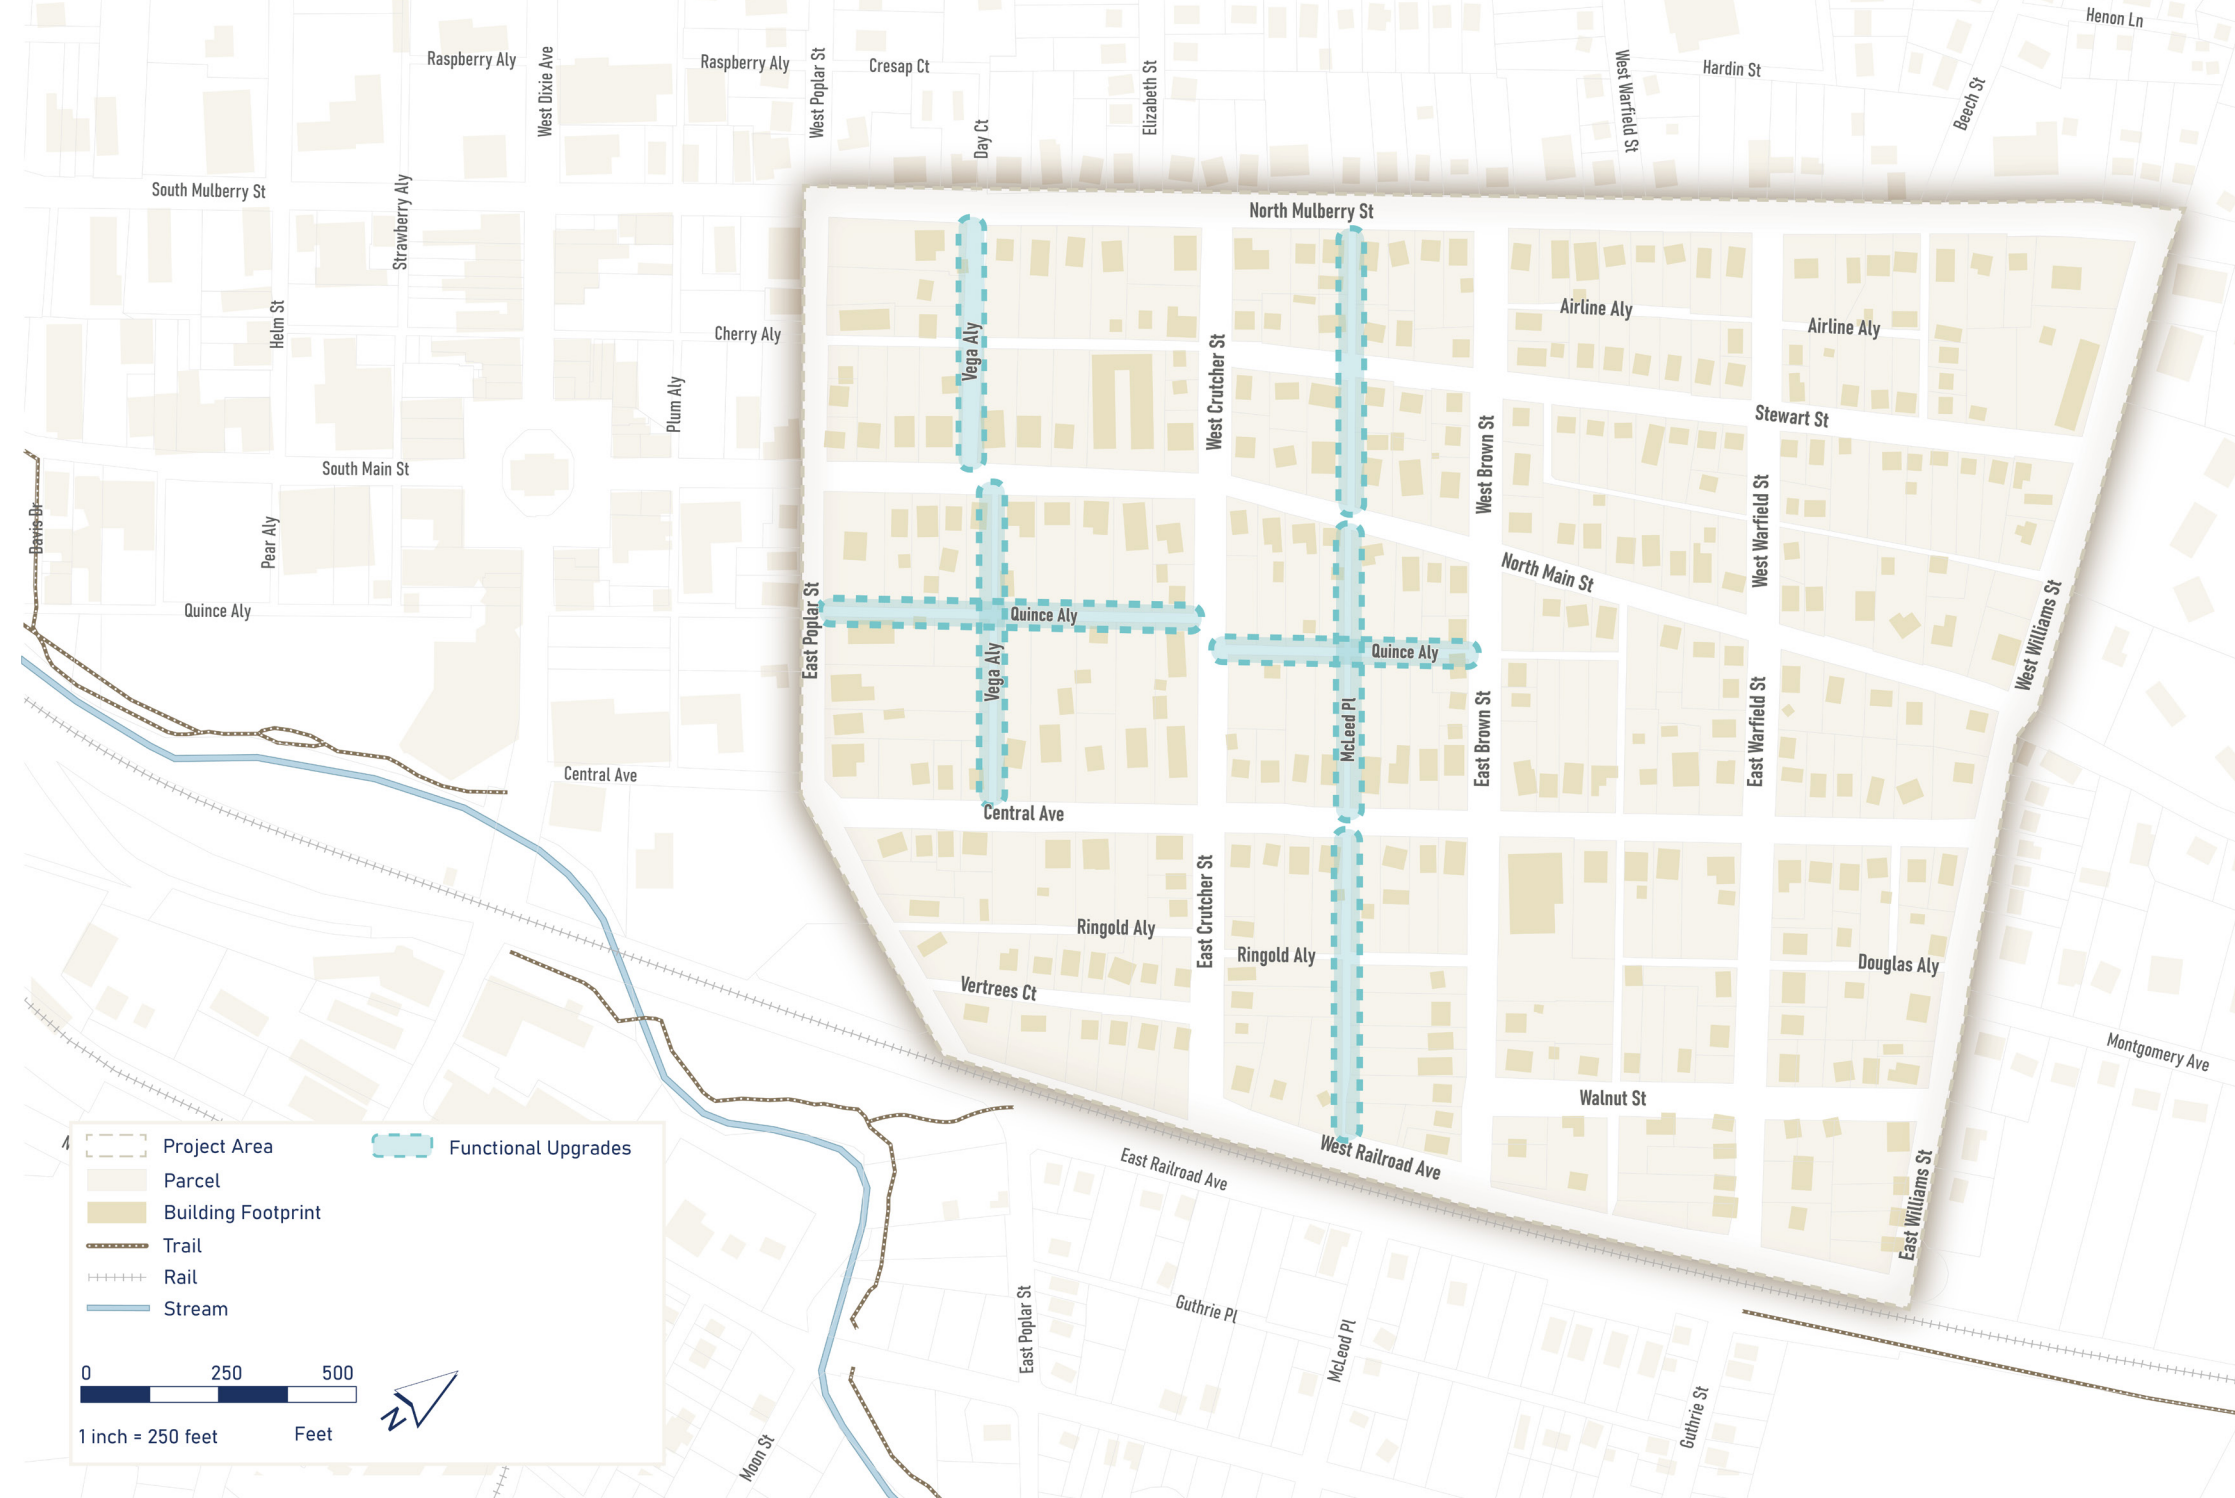 Henon Ln
Raspberry Aly
West Dixie Ave
Raspberry Aly
West Poplar St
Cresap Ct
Day Ct
Elizabeth St
West Warfield St
Hardin St
Beech St
South Mulberry St
Strawberry Aly
North Mulberry St
Helm St
Cherry Aly
Plum Aly
Vega Aly
West Crutcher St
Airline Aly
Airline Aly
Stewart St
West Brown St
South Main St
Davis Dr
Pear Aly
Quince Aly
East Poplar St
Quince Aly
Vega Aly
Quince Aly
McLeed Pl
North Main St
West Warfield St
West Williams St
East Brown St
East Warfield St
Central Ave
Central Ave
Ringold Aly
East Crutcher St
Ringold Aly
Vertrees Ct
Douglas Aly
Montgomery Ave
Walnut St
West Railroad Ave
East Railroad Ave
East Williams St
East Poplar St
Guthrie Pl
McLeod Pl
Guthrie St
Moon St
Project Area
Functional Upgrades
Parcel
Building Footprint
Trail
Rail
Stream
0 250 500
1 inch = 250 feet
Feet
N